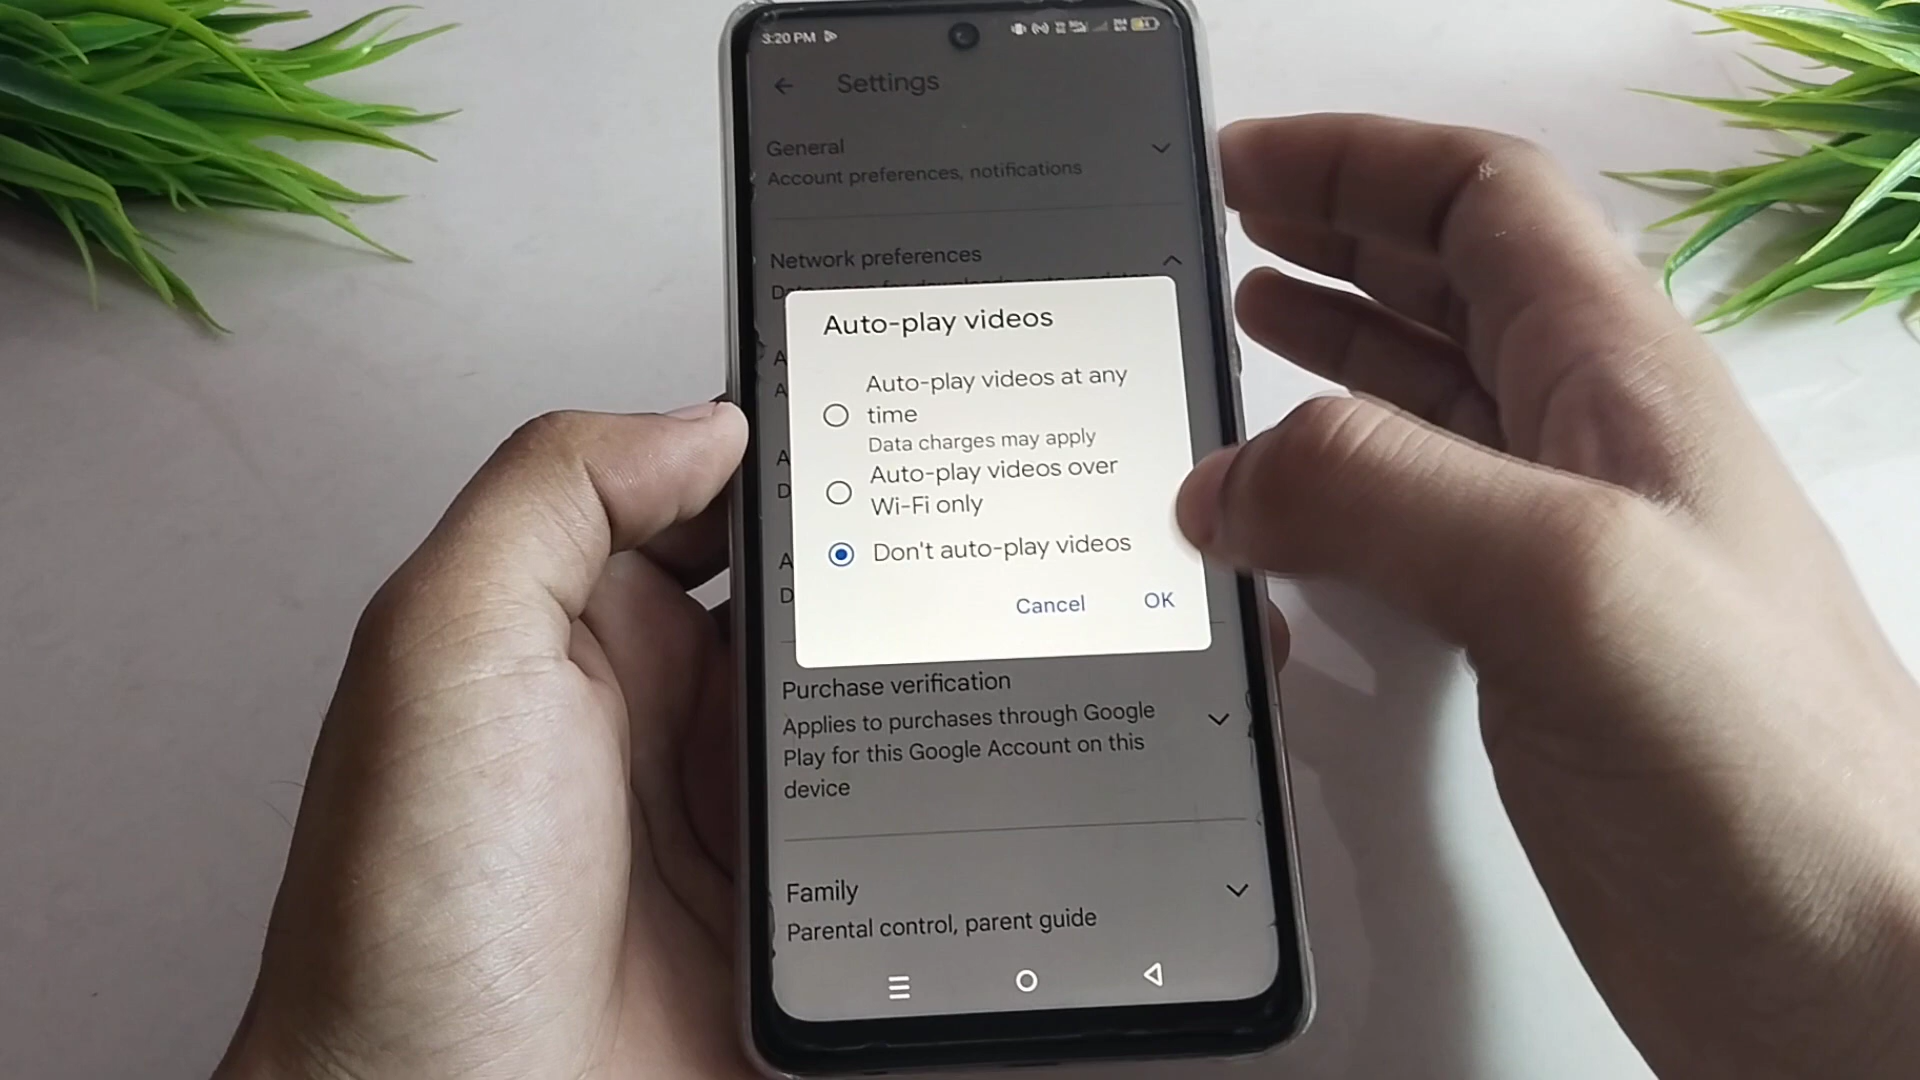 3:20 PM
Settings
General
Account preferences, notifications
Network preferences
Auto-play videos
Auto-play videos at any
time
Data charges may apply
Auto-play videos over
Wi-Fi only
Don't auto-play videos
Cancel
OK
Purchase verification
Applies to purchases through Google
Play for this Google Account on this
device
Family
Parental control, parent guide